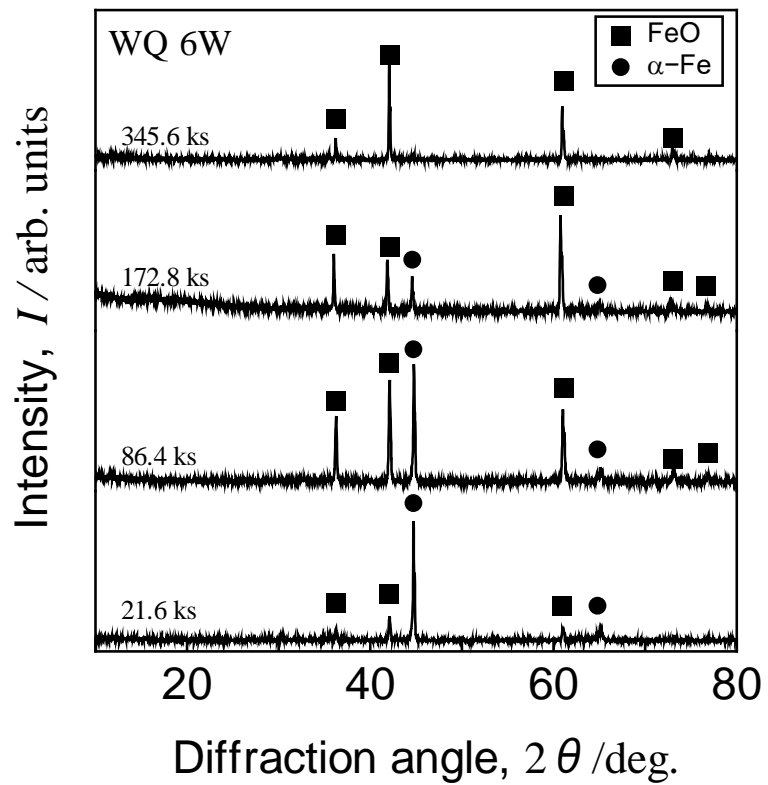 WQ 6W
■ FeO
● α−Fe
345.6 ks
172.8 ks
86.4 ks
21.6 ks
Intensity, I / arb. units
20 40 60 80
Diffraction angle, 2 θ /deg.